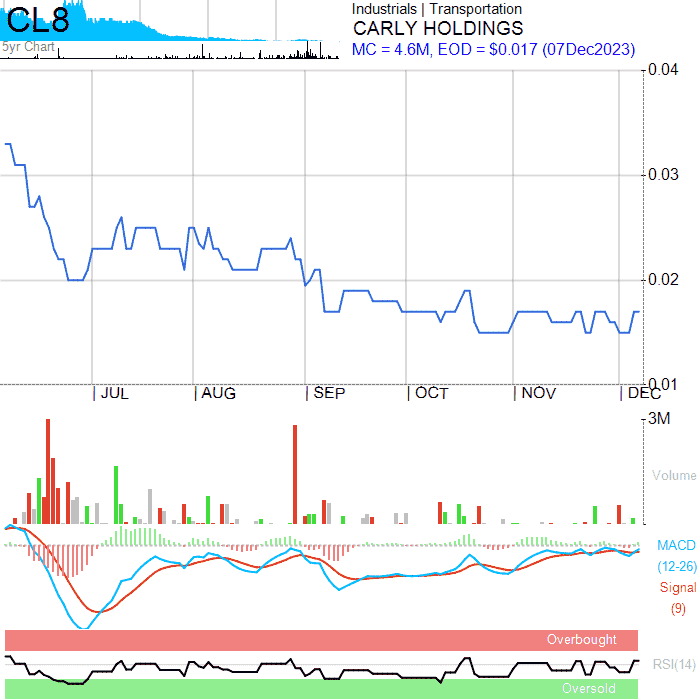 CL8
5yr Chart
Industrials | Transportation
CARLY HOLDINGS
MC = 4.6M, EOD = $0.017 (07Dec2023)
0.04
0.03
0.02
0.01
| JUL | AUG | SEP | OCT | NOV | DEC
3M
Volume
MACD
(12-26)
Signal
(9)
Overbought
RSI(14)
Oversold